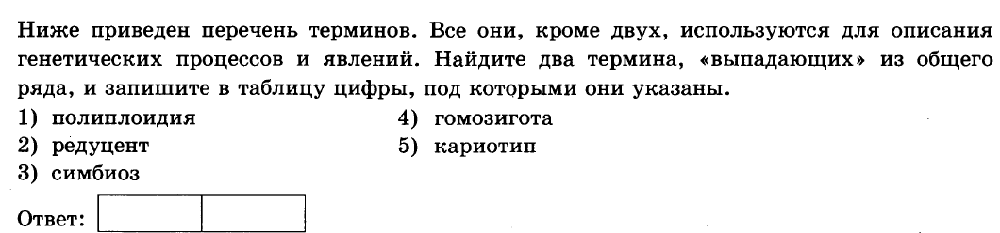 Ниже приведен перечень терминов. Все они, кроме двух, используются для описания
генетических процессов и явлений. Найдите два термина, «выпадающих» из общего
ряда, и запишите в таблицу цифры, под которыми они указаны.
1) полиплоидия 4) гомозигота
2) редуцент 5) кариотип
3) симбиоз
Ответ: